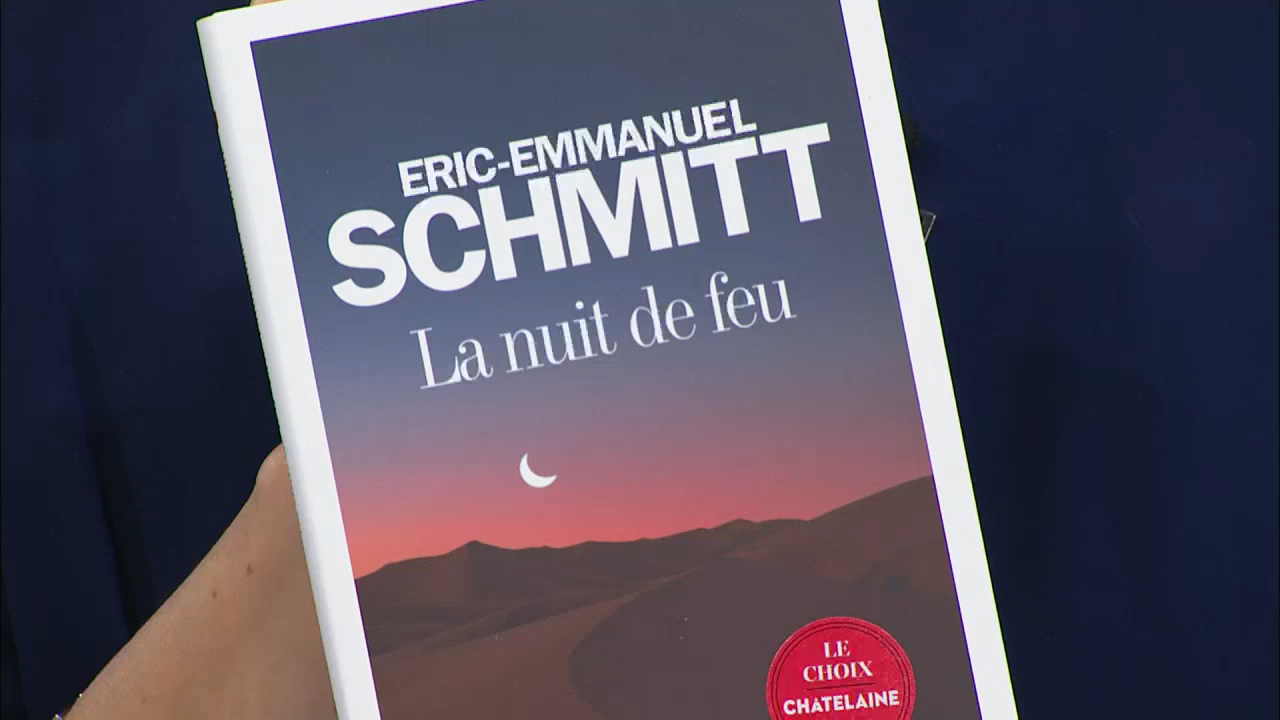 ERIC-EMMANUEL
SCHMITT
La nuit de feu
LE
CHOIX
CHATELAINE